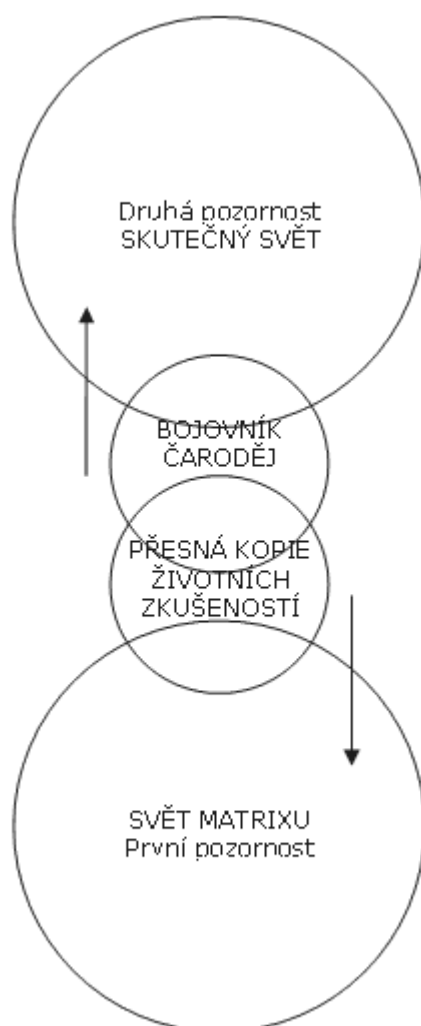 Druhá pozornost
SKUTEČNÝ SVĚT
BOJOVNÍK
ČARODĚJ
PŘESNÁ KOPIE
ŽIVOTNÍCH
ZKUŠENOSTÍ
SVĚT MATRIXU
První pozornost